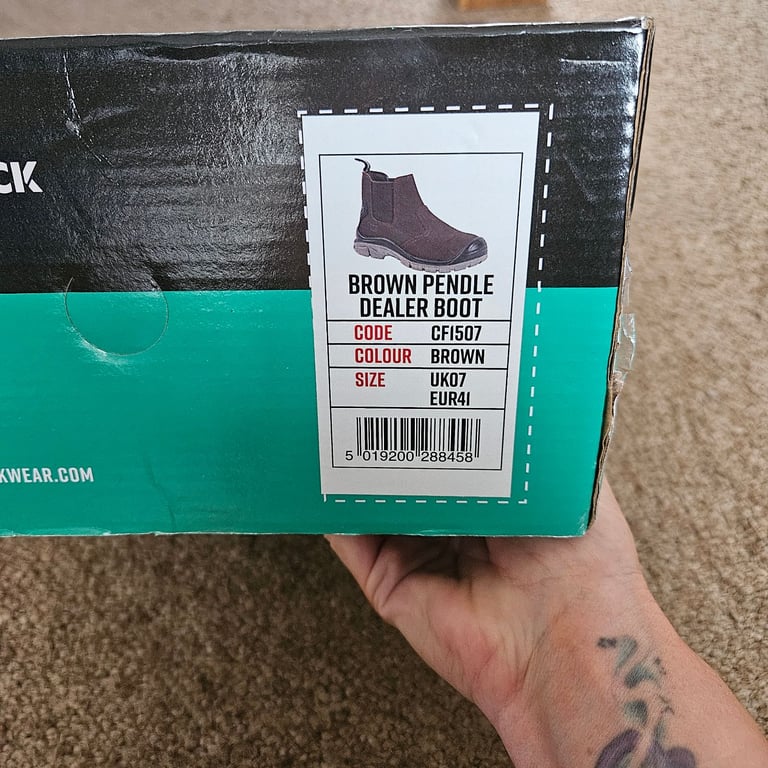 CK
BROWN PENDLE
DEALER BOOT
CODE CF1507
COLOUR BROWN
SIZE UK07
EUR41
5 019200 288458
KWEAR.COM